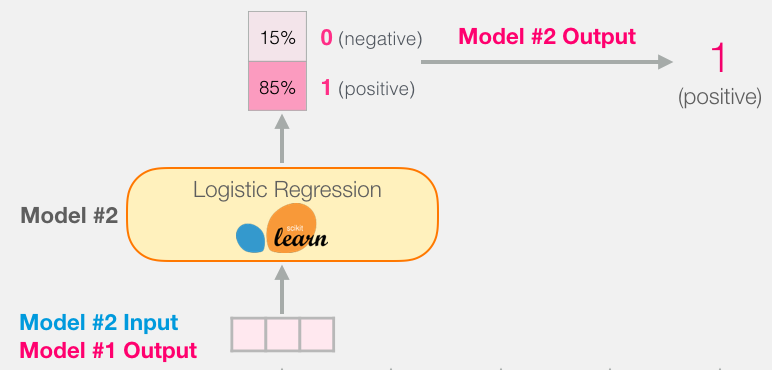 15%
0 (negative)
Model #2 Output
1
85%
1 (positive)
(positive)
Logistic Regression
Model #2
scikit
learn
Model #2 Input
Model #1 Output